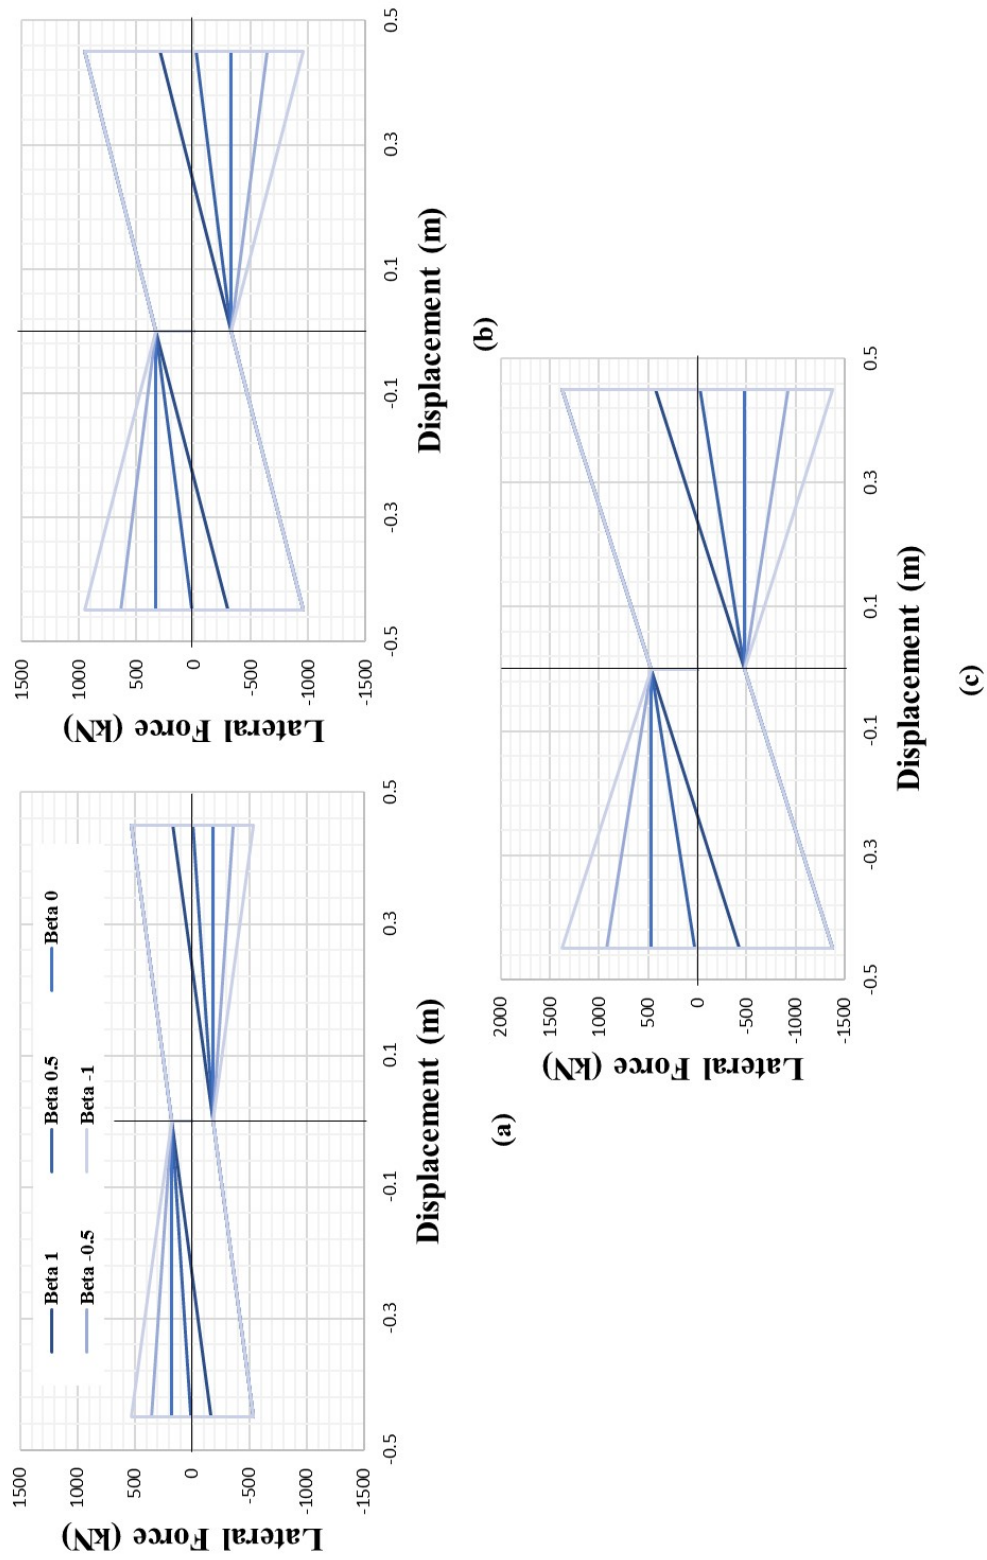 Lateral Force (kN)
1500
1000
500
0
-500
-1000
-1500
Beta 1
Beta 0.5
Beta 0
Beta -0.5
Beta -1
-0.5
-0.3
-0.1
0.1
0.3
0.5
Displacement (m)
(a)
Lateral Force (kN)
1500
1000
500
0
-500
-1000
-1500
-0.5
-0.3
-0.1
0.1
0.3
0.5
Displacement (m)
(b)
Lateral Force (kN)
2000
1500
1000
500
0
-500
-1000
-1500
-0.5
-0.3
-0.1
0.1
0.3
0.5
Displacement (m)
(c)